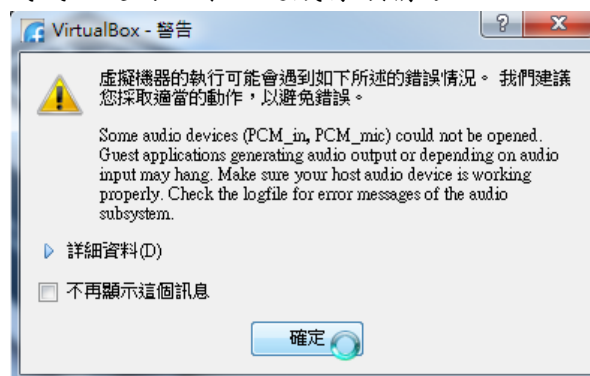 VirtualBox - 警告
虛擬機器的執行可能會遇到如下所述的錯誤情況。 我們建議
您採取適當的動作，以避免錯誤。
Some audio devices (PCM_in, PCM_mic) could not be opened.
Guest applications generating audio output or depending on audio
input may hang. Make sure your host audio device is working
properly. Check the logfile for error messages of the audio
subsystem.
詳細資料(D)
不再顯示這個訊息
確定